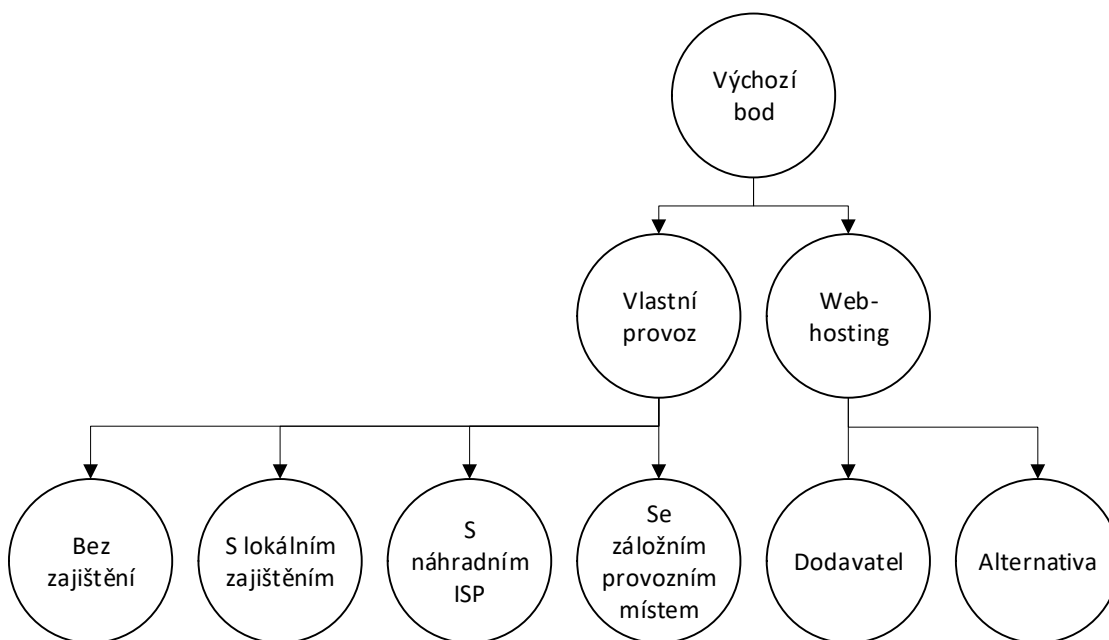 Výchozí
bod
Vlastní
provoz
Web-
hosting
Bez
zajištění
S lokálním
zajištěním
S
náhradním
ISP
Se
záložním
provozním
místem
Dodavatel
Alternativa